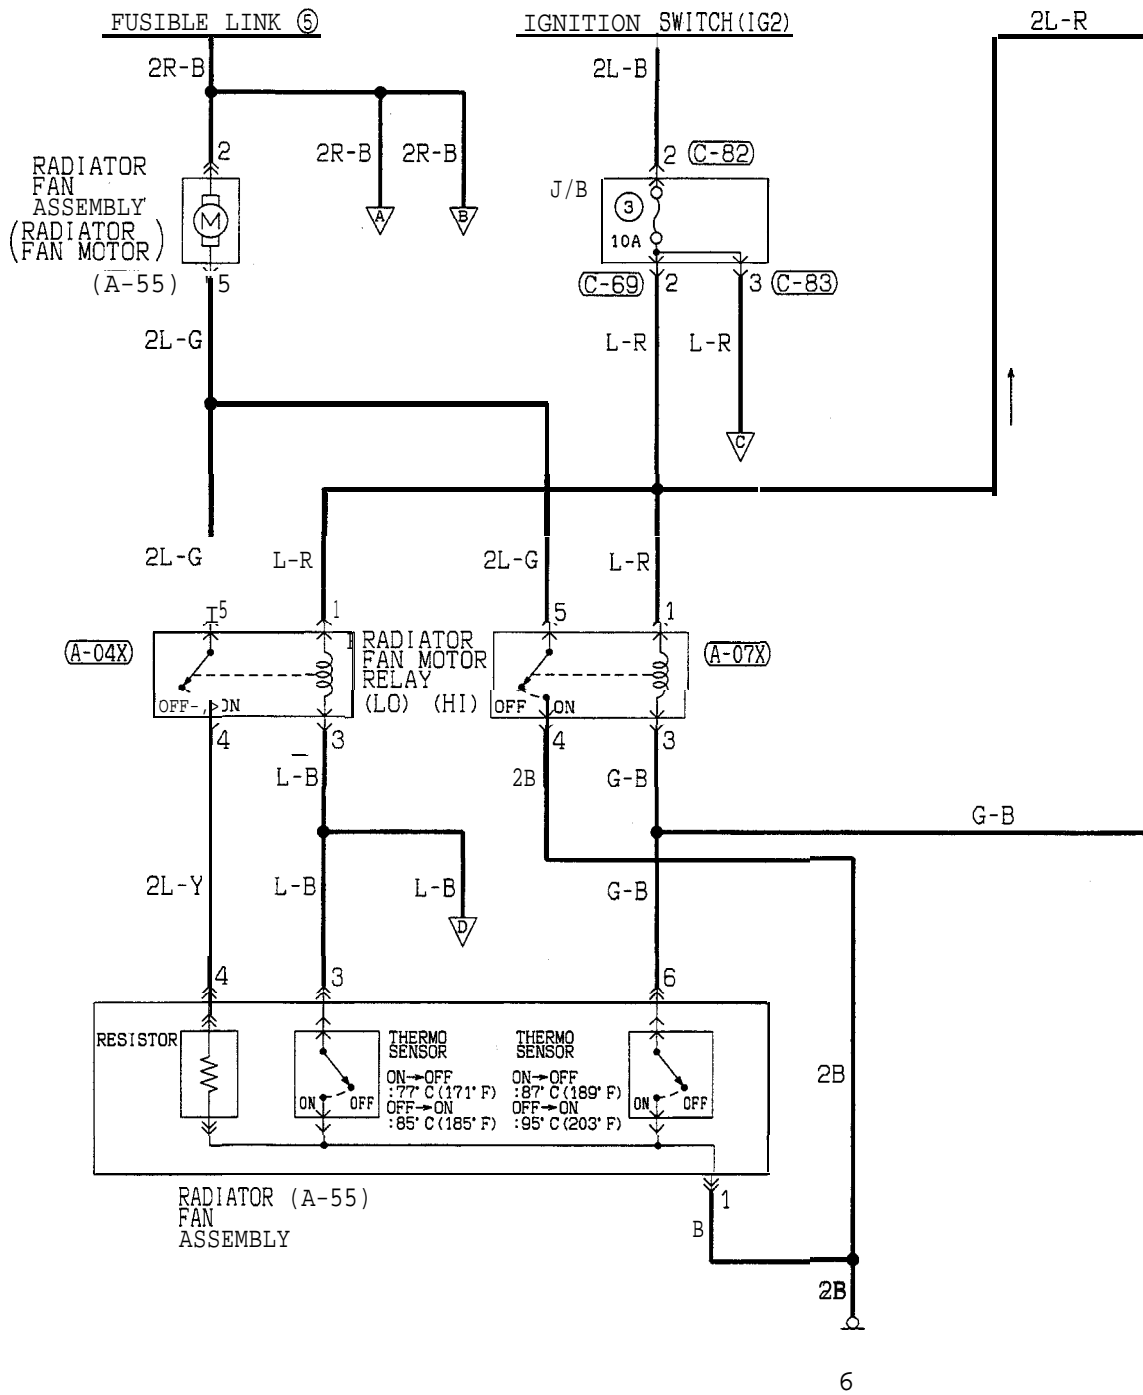 FUSIBLE LINK ⑤
IGNITION SWITCH(IG2)
2L-R
2R-B
2L-B
2R-B
2R-B
2
2
C-82
RADIATOR
FAN
ASSEMBLY
(RADIATOR
FAN MOTOR)
M
A
B
J/B
③
10A
(A-55)
5
C-69
2
3
C-83
2L-G
L-R
L-R
C
2L-G
L-R
2L-G
L-R
5
1
5
1
A-04X
RADIATOR
FAN MOTOR
RELAY
(LO) (HI)
A-07X
OFF
ON
OFF
ON
4
3
4
3
L-B
2B
G-B
G-B
2L-Y
L-B
L-B
G-B
D
4
3
6
RESISTOR
THERMO
SENSOR
ON→OFF
:77°C(171°F)
OFF→ON
:85°C(185°F)
ON
OFF
THERMO
SENSOR
ON→OFF
:87°C(189°F)
OFF→ON
:95°C(203°F)
ON
OFF
2B
RADIATOR (A-55)
FAN
ASSEMBLY
1
B
2B
6